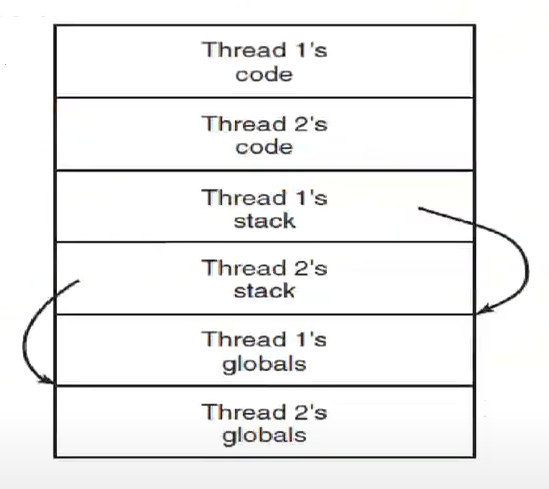 Thread 1's
code
Thread 2's
code
Thread 1's
stack
Thread 2's
stack
Thread 1's
globals
Thread 2's
globals